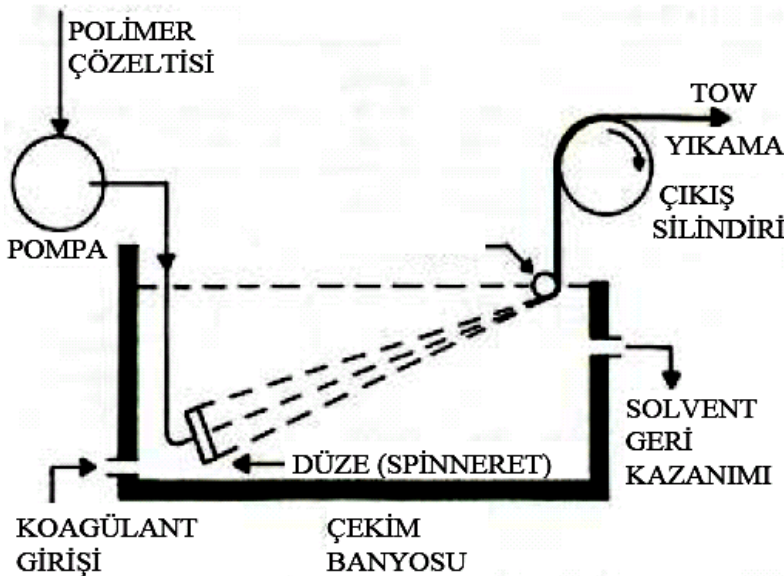 POLİMER
ÇÖZELTİSİ
TOW
YIKAMA
ÇIKIŞ
SİLİNDİRİ
POMPA
SOLVENT
GERİ
KAZANIMI
DÜZE (SPİNNERET)
KOAGÜLANT
GİRİŞİ
ÇEKİM
BANYOSU